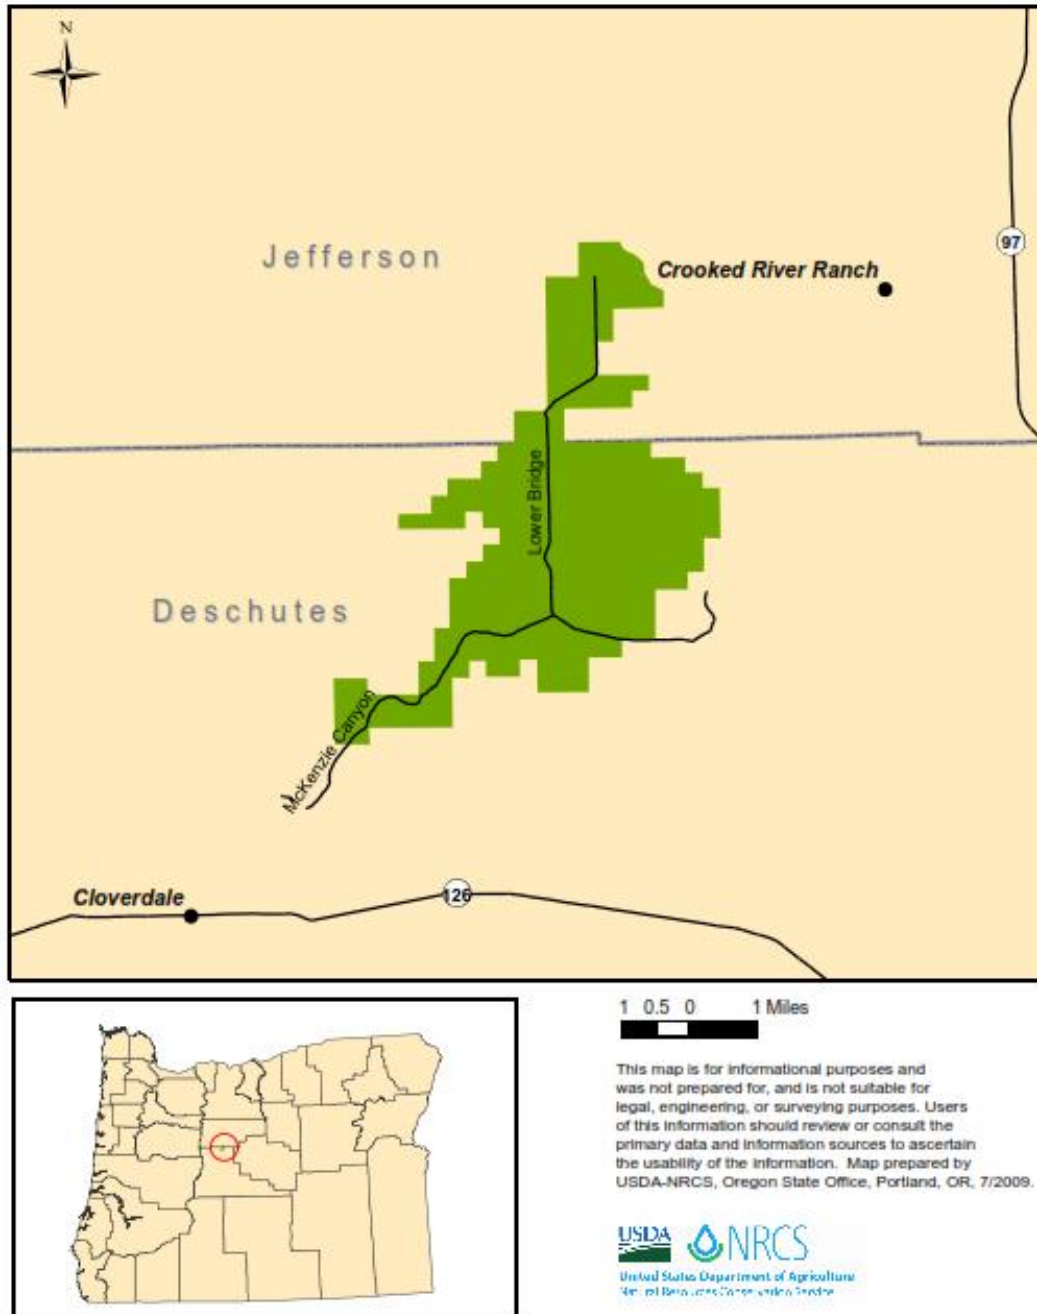 N
Jefferson
97
Crooked River Ranch
Lower Bridge
Deschutes
McKenzie Canyon
Cloverdale
126
1 0.5 0 1 Miles
This map is for informational purposes and
was not prepared for, and is not suitable for
legal, engineering, or surveying purposes. Users
of this information should review or consult the
primary data and information sources to ascertain
the usability of the information. Map prepared by
USDA-NRCS, Oregon State Office, Portland, OR, 7/2009.
USDA NRCS
United States Department of Agriculture
Natural Resources Conservation Service